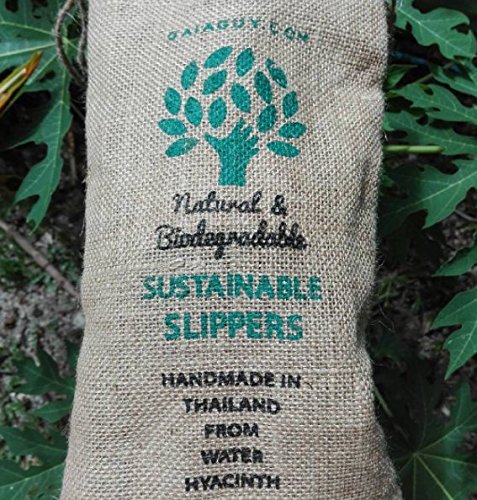 GAIAGUY.COM
Natural &
Biodegradable
SUSTAINABLE
SLIPPERS
HANDMADE IN
THAILAND
FROM
WATER
HYACINTH